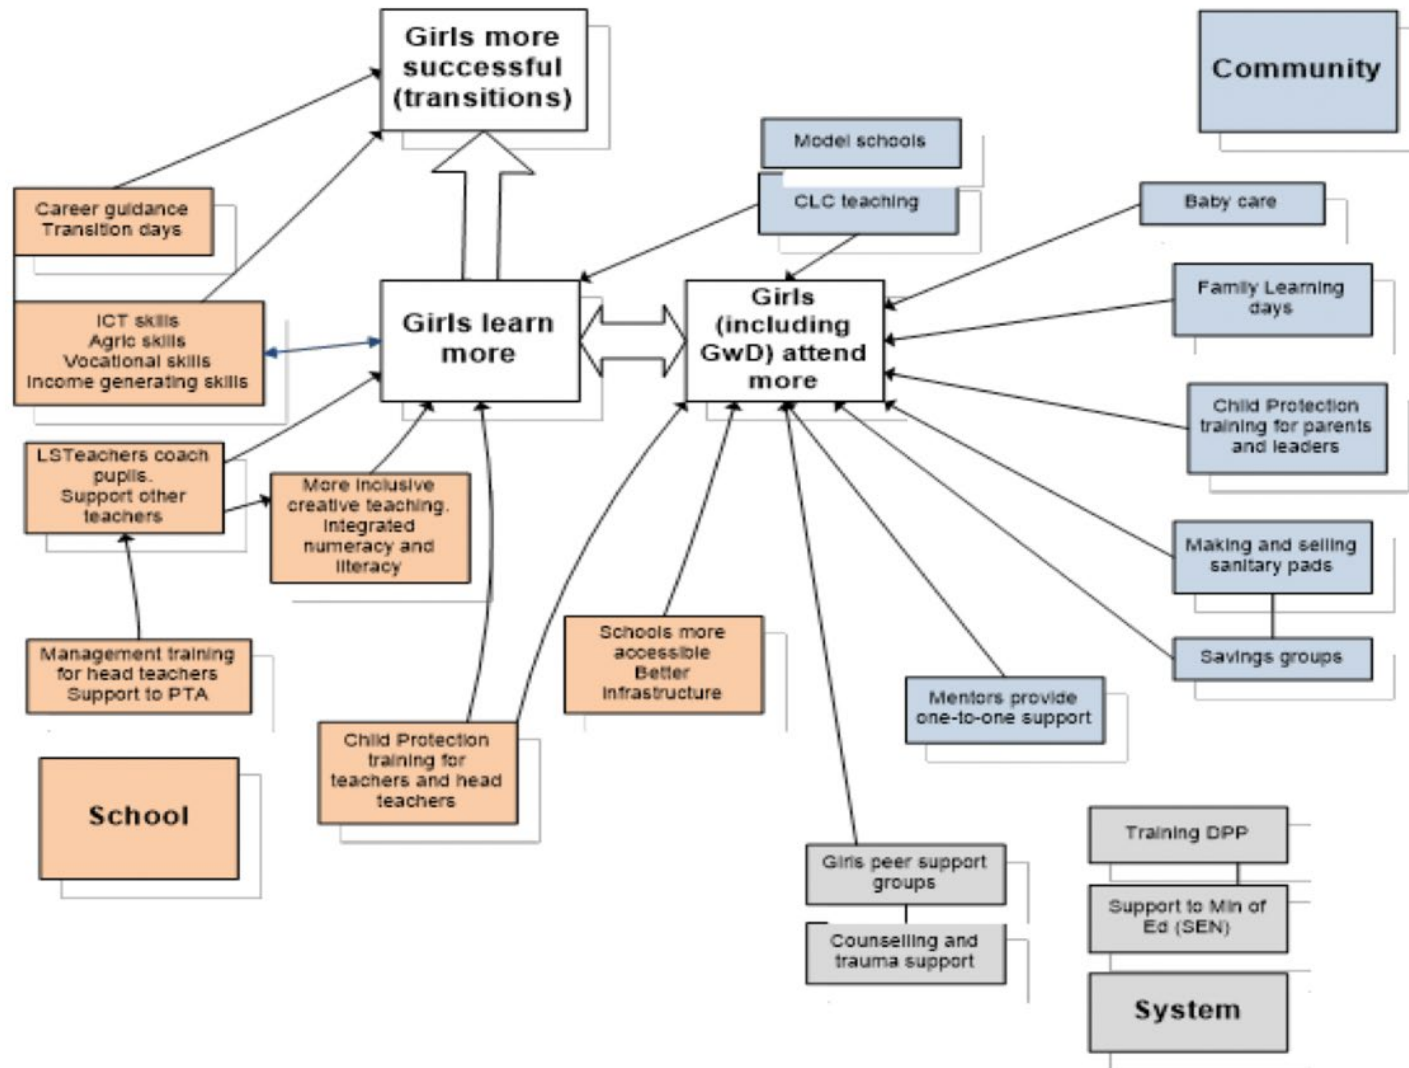 Girls more
successful
(transitions)
Community
Model schools
CLC teaching
Baby care
Career guidance
Transition days
Family Learning
days
Girls learn
more
Girls
(including
GwD) attend
more
ICT skills
Agric skills
Vocational skills
Income generating skills
Child Protection
training for parents
and leaders
LSTeachers coach
pupils.
Support other
teachers
More inclusive
creative teaching.
Integrated
numeracy and
literacy
Making and selling
sanitary pads
Savings groups
Management training
for head teachers
Support to PTA
Schools more
accessible
Better
infrastructure
Mentors provide
one-to-one support
Child Protection
training for
teachers and head
teachers
School
Training DPP
Girls peer support
groups
Support to Min of
Ed (SEN)
Counselling and
trauma support
System